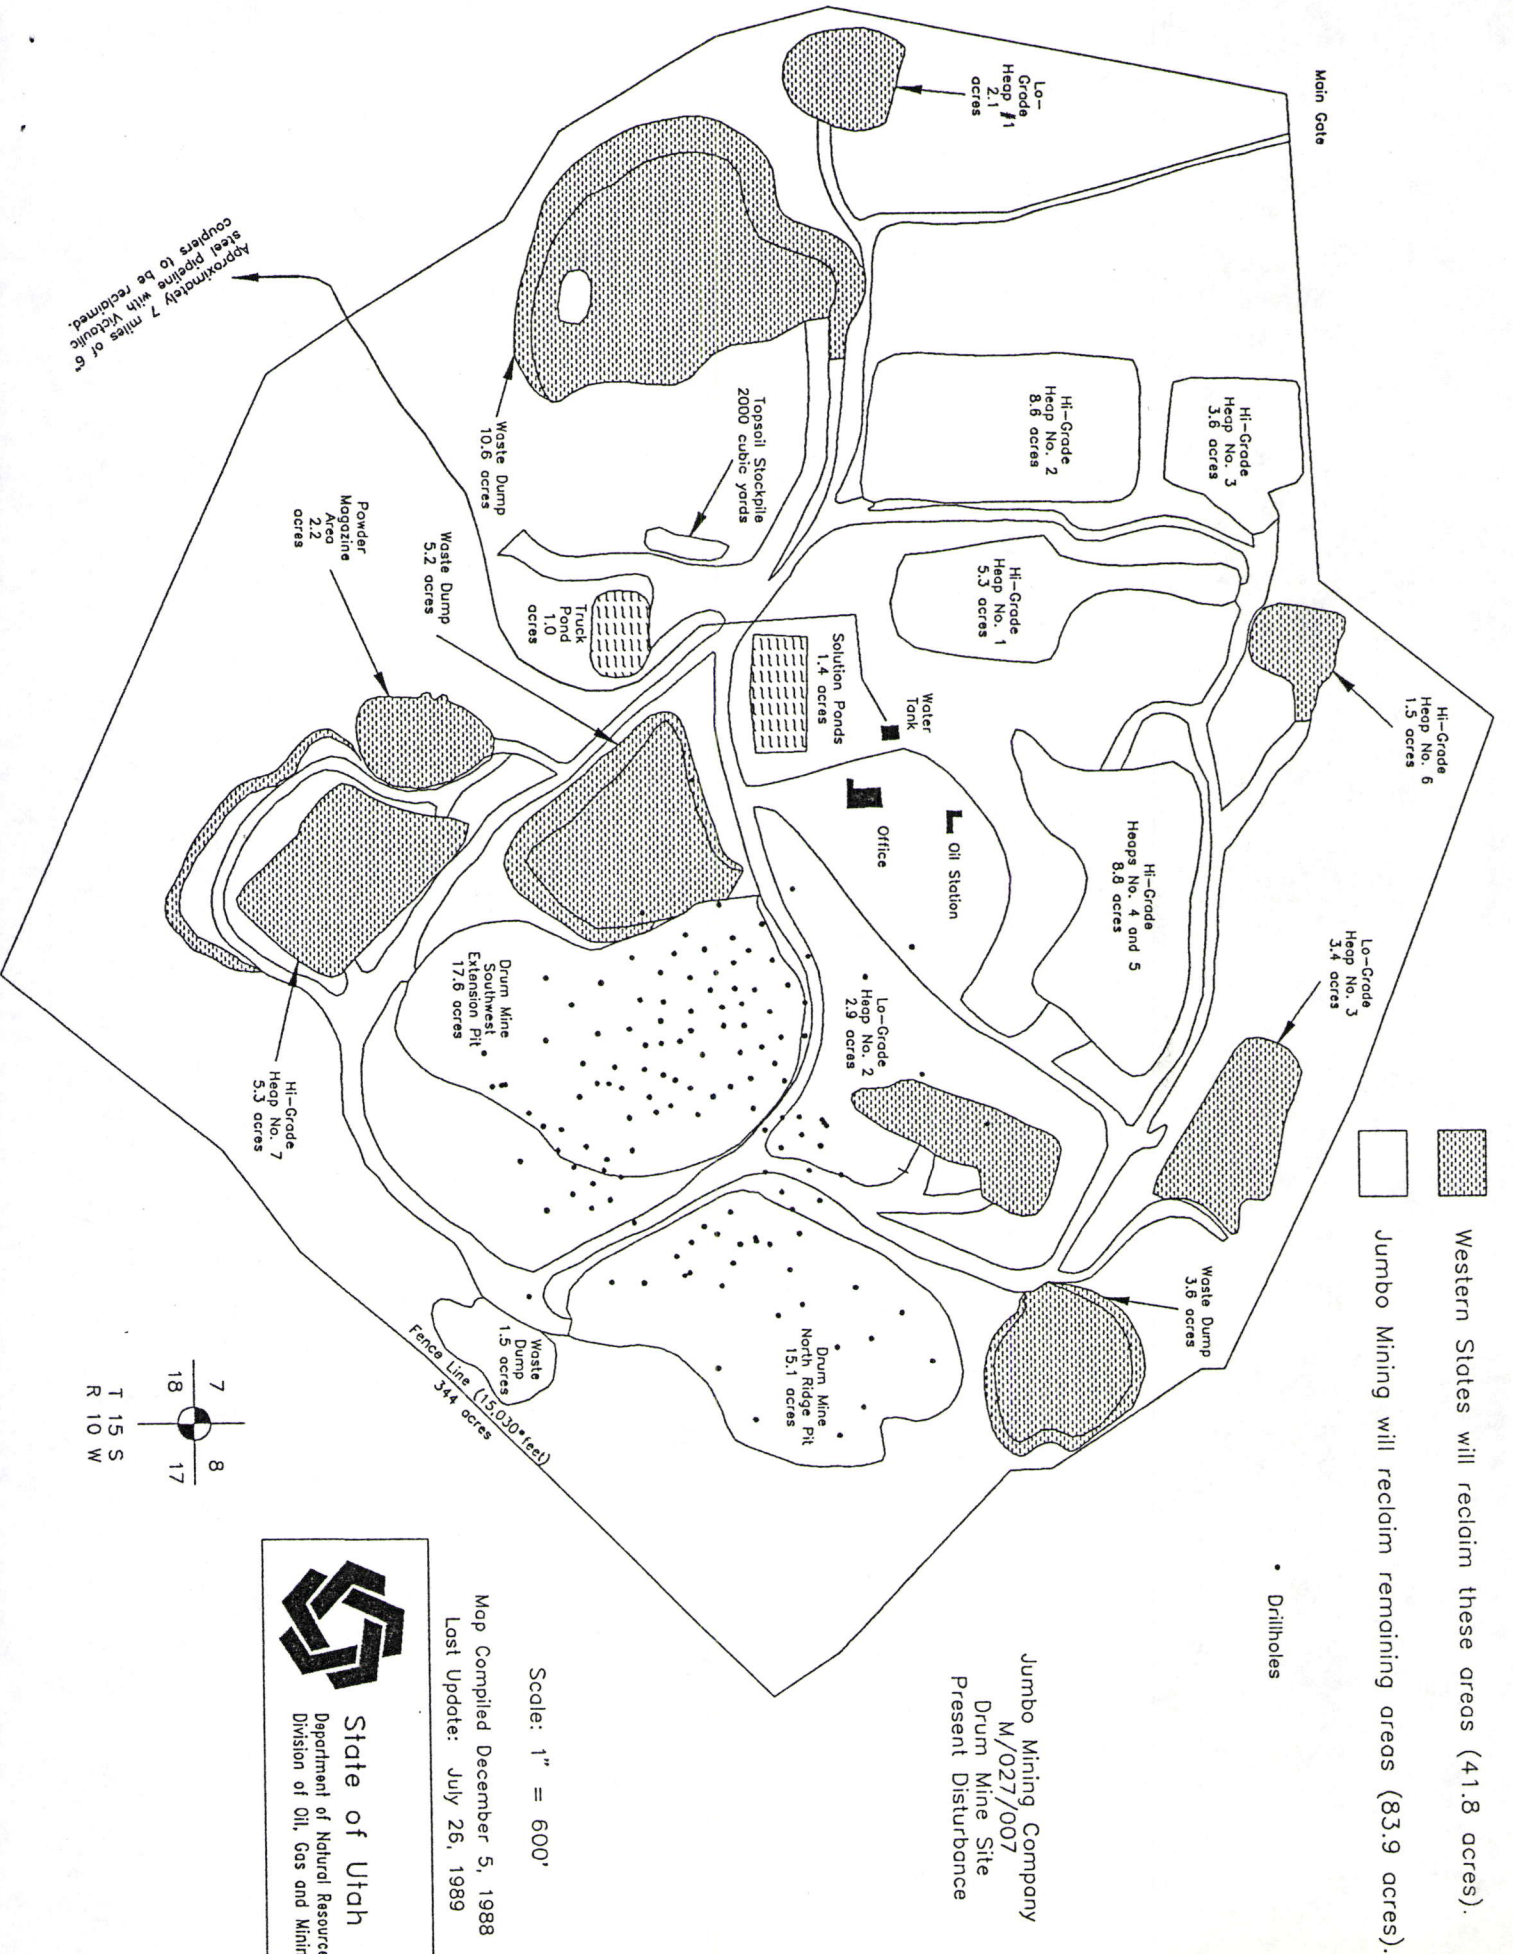 Western States will reclaim these areas (41.8 acres).
Jumbo Mining will reclaim remaining areas (83.9 acres).
Main Gate
Lo-
Grade
Heap #1
2.1
acres
Hi-Grade
Heap No. 3
3.6 acres
Hi-Grade
Heap No. 2
8.6 acres
Hi-Grade
Heap No. 6
1.5 acres
Hi-Grade
Heap No. 1
5.3 acres
Lo-Grade
Heap No. 3
3.4 acres
Hi-Grade
Heaps No. 4 and 5
8.8 acres
Waste Dump
3.6 acres
Drillholes
Water
Tank
Oil Station
Office
Solution Ponds
1.4 acres
Lo-Grade
Heap No. 2
2.9 acres
Topsoil Stockpile
2000 cubic yards
Waste Dump
10.6 acres
Truck
Pond
1.0
acres
Waste Dump
5.2 acres
Powder
Magazine
Area
2.2
acres
Drum Mine
Southwest
Extension Pit
17.6 acres
Drum Mine
North Ridge Pit
15.1 acres
Hi-Grade
Heap No. 7
5.3 acres
Waste
Dump
1.5 acres
Fence Line (15,030 feet)
344 acres
Approximately 7 miles of 6"
steel pipeline with Victaulic
couplers to be reclaimed.
Jumbo Mining Company
M/027/007
Drum Mine Site
Present Disturbance
Scale: 1" = 600'
Map Compiled December 5, 1988
Last Update: July 26, 1989
7 8
18 17
T 15 S
R 10 W
State of Utah
Department of Natural Resource
Division of Oil, Gas and Minin